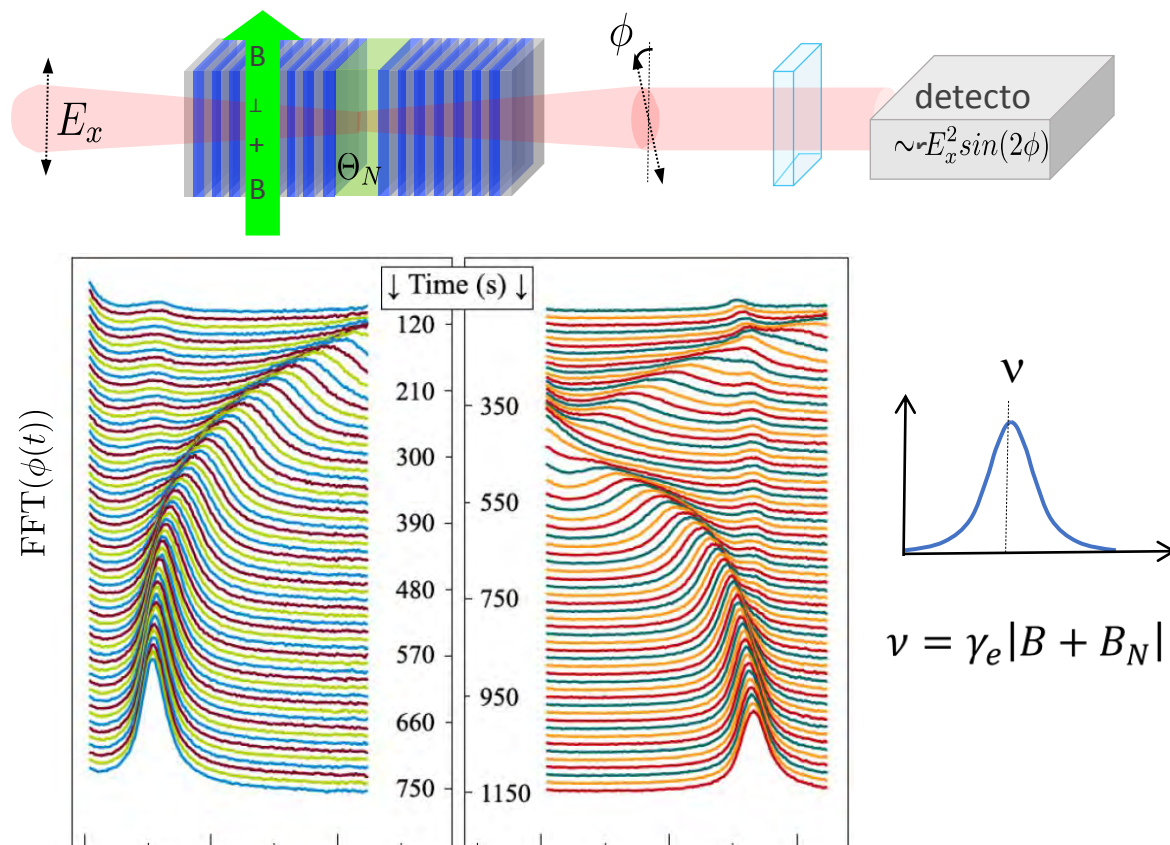 B
⊥
+
B
E_x
Θ_N
ϕ
detecto
∼ E_x^2 sin(2ϕ)
↓ Time (s) ↓
FFT(ϕ(t))
120
210
300
390
480
570
660
750
350
550
750
950
1150
ν
ν = γ_e|B + B_N|